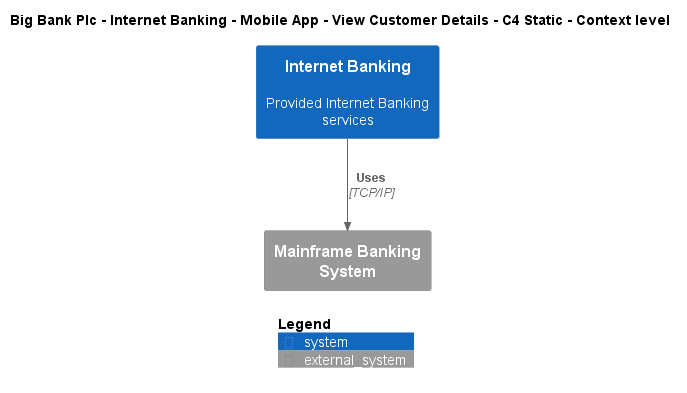 Big Bank Plc - Internet Banking - Mobile App - View Customer Details - C4 Static - Context level
Internet Banking
Provided Internet Banking
services
Uses
[TCP/IP]
Mainframe Banking
System
Legend
system
external_system